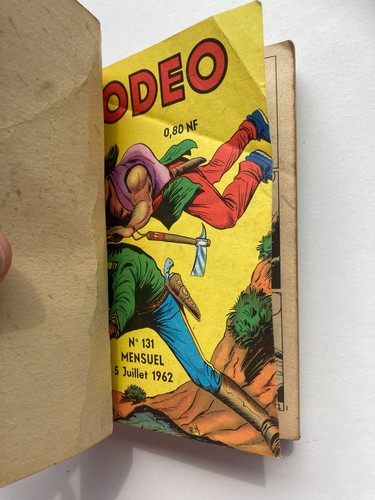 ODEO
0,80 NF
N° 131
MENSUEL
5 Juillet 1962